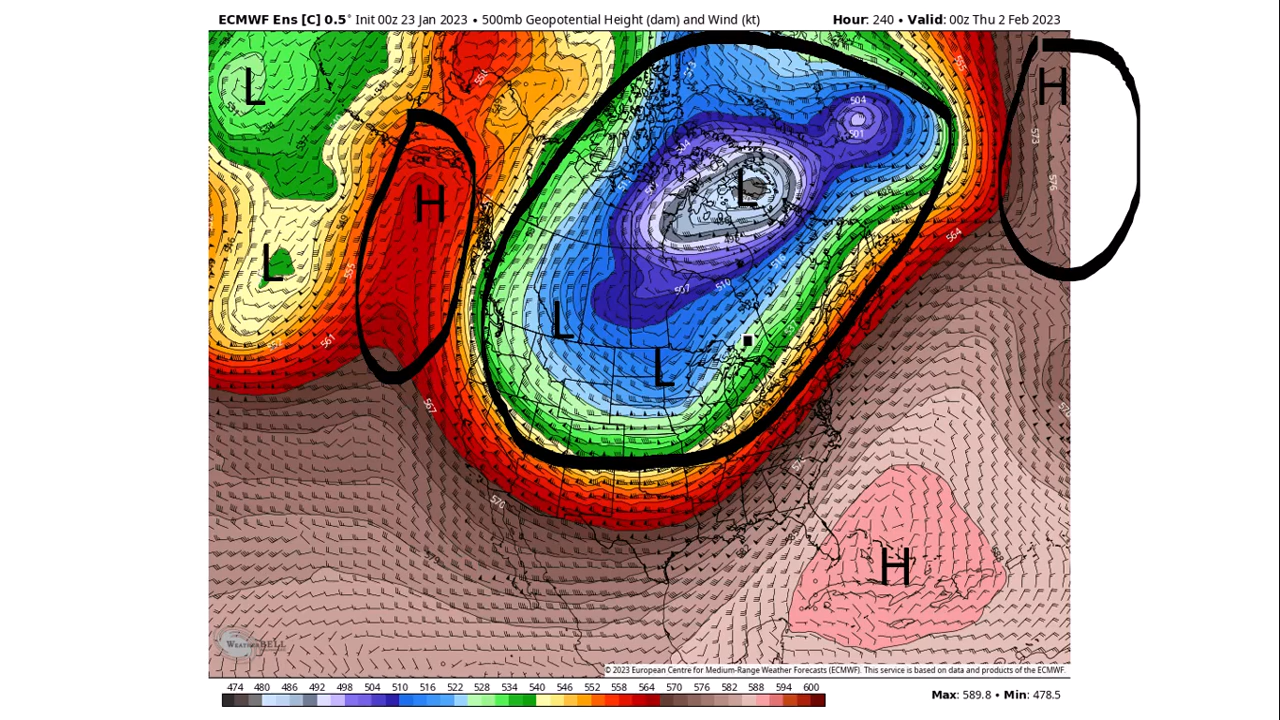 ECMWF Ens [C] 0.5° Init 00z 23 Jan 2023 • 500mb Geopotential Height (dam) and Wind (kt)
Hour: 240 • Valid: 00z Thu 2 Feb 2023
L
H
H
L
L
L
L
H
504
501
573
576
564
555
561
507
510
516
531
567
570
WEATHERBELL
© 2023 European Centre for Medium-Range Weather Forecasts (ECMWF). This service is based on data and products of the ECMWF.
474 480 486 492 498 504 510 516 522 528 534 540 546 552 558 564 570 576 582 588 594 600
Max: 589.8 • Min: 478.5